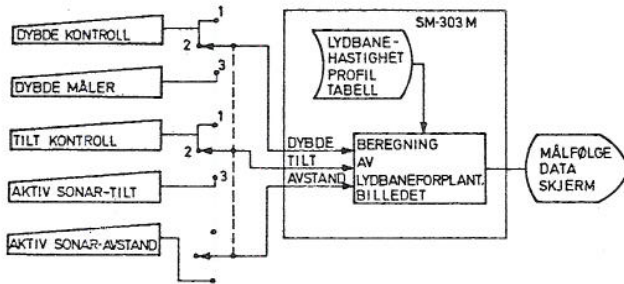 DYBDE KONTROLL
1
2
DYBDE MÅLER
3
TILT KONTROLL
1
2
AKTIV SONAR-TILT
3
AKTIV SONAR-AVSTAND
SM-303 M
LYDBANE-
HASTIGHET
PROFIL
TABELL
DYBDE
TILT
AVSTAND
BEREGNING
AV
LYDBANEFORPLANT.
BILLEDET
MÅLFØLGE
DATA
SKJERM